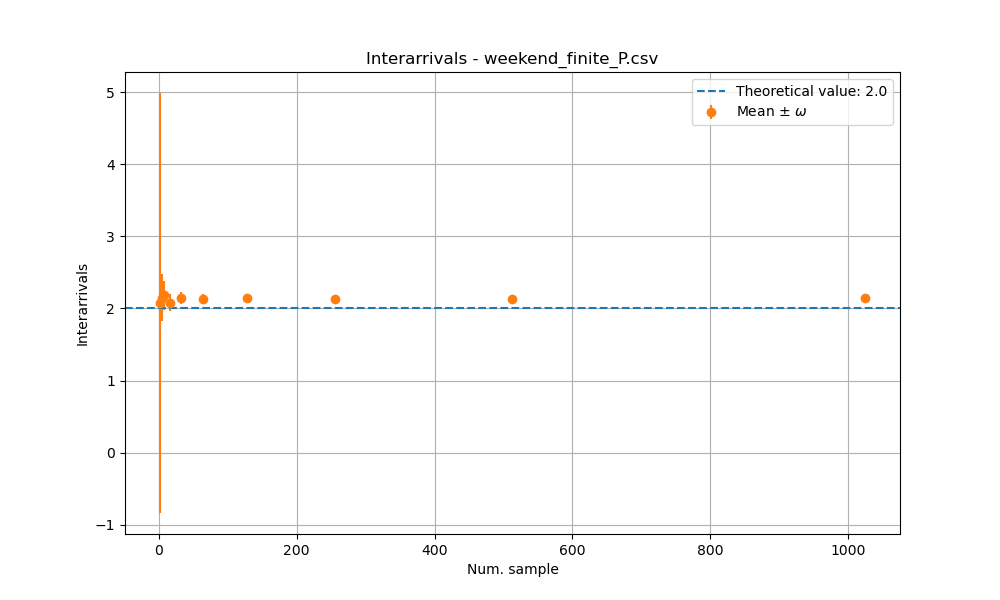 Interarrivals - weekend_finite_P.csv
Theoretical value: 2.0
Mean ± ω
5
4
3
2
1
0
−1
Interarrivals
0 200 400 600 800 1000
Num. sample